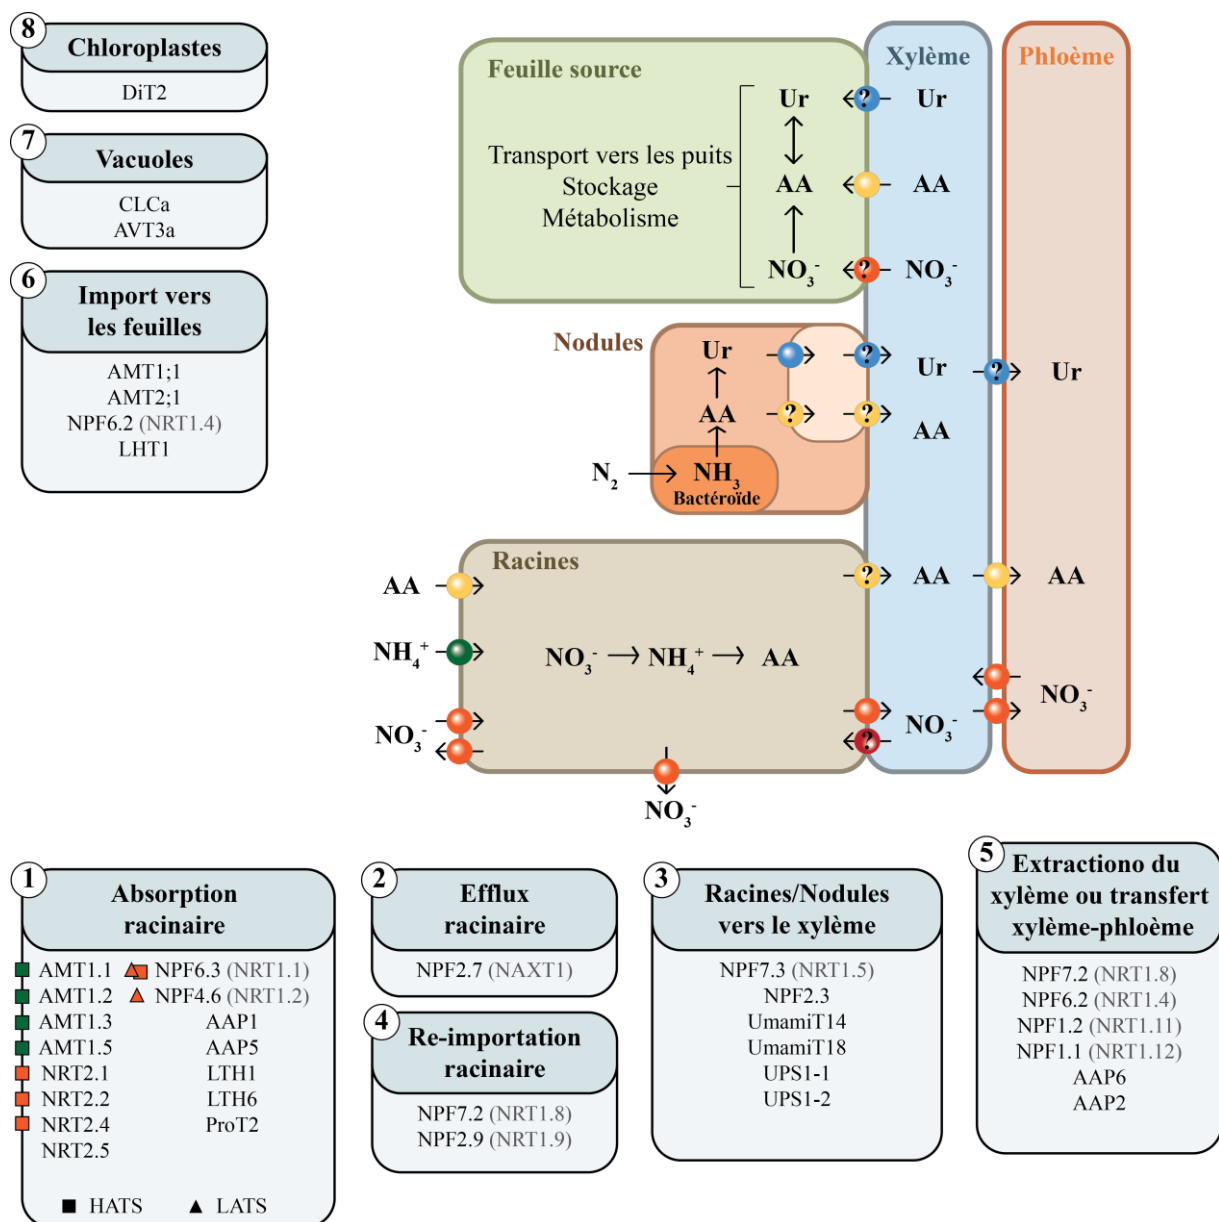 8
Chloroplastes
DiT2
7
Vacuoles
CLCa
AVT3a
6
Import vers
les feuilles
AMT1;1
AMT2;1
NPF6.2 (NRT1.4)
LHT1
Feuille source
Xylème
Phloème
Ur ? Ur
Transport vers les puits
Stockage
Métabolisme
AA AA
NO₃⁻ ? NO₃⁻
Nodules
Ur ? Ur ? Ur
AA ? ? AA
N₂ NH₃
Bactéroïde
Racines
AA ? AA AA
NH₄⁺ NO₃⁻ NH₄⁺ AA
NO₃⁻ NO₃⁻ NO₃⁻
?
NO₃⁻
1
Absorption
racinaire
AMT1.1 NPF6.3 (NRT1.1)
AMT1.2 NPF4.6 (NRT1.2)
AMT1.3 AAP1
AMT1.5 AAP5
NRT2.1 LTH1
NRT2.2 LTH6
NRT2.4 ProT2
NRT2.5
HATS LATS
2
Efflux
racinaire
NPF2.7 (NAXT1)
4
Re-importation
racinaire
NPF7.2 (NRT1.8)
NPF2.9 (NRT1.9)
3
Racines/Nodules
vers le xylème
NPF7.3 (NRT1.5)
NPF2.3
UmamiT14
UmamiT18
UPS1-1
UPS1-2
5
Extractiono du
xylème ou transfert
xylème-phloème
NPF7.2 (NRT1.8)
NPF6.2 (NRT1.4)
NPF1.2 (NRT1.11)
NPF1.1 (NRT1.12)
AAP6
AAP2